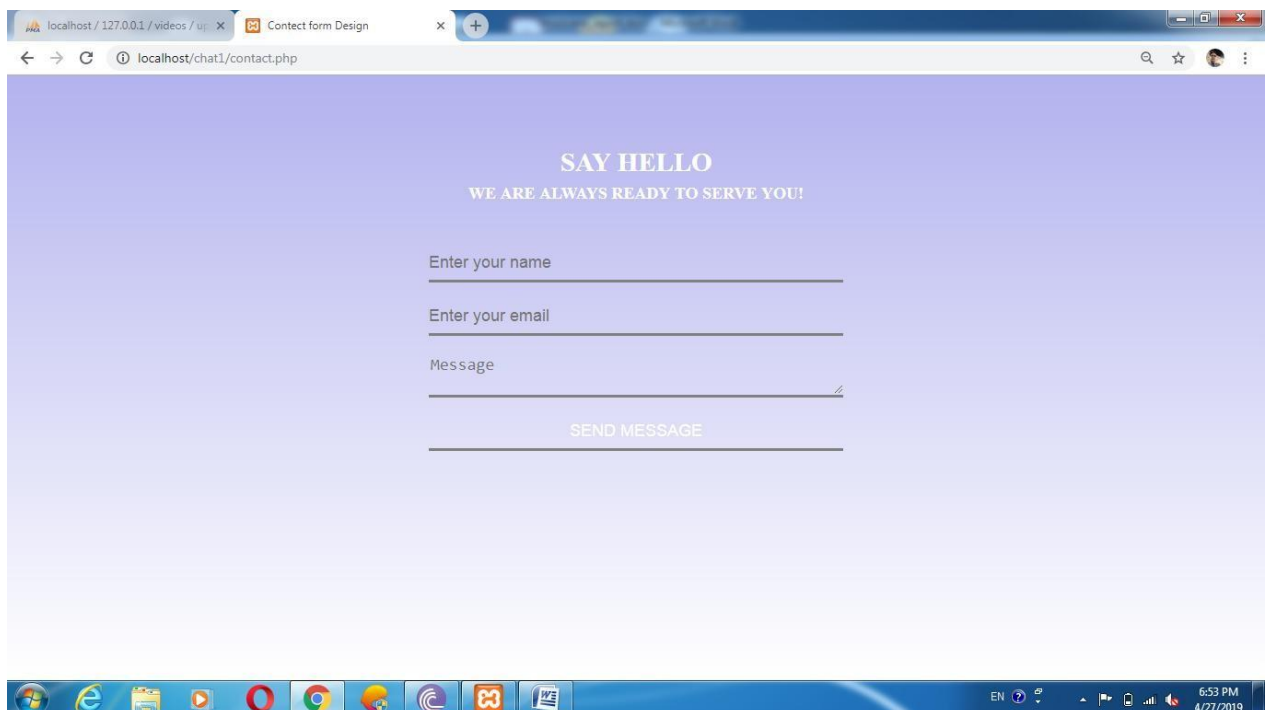 localhost / 127.0.0.1 / videos / up
Contect form Design
localhost/chat1/contact.php
SAY HELLO
WE ARE ALWAYS READY TO SERVE YOU!
Enter your name
Enter your email
Message
SEND MESSAGE
EN
6:53 PM
4/27/2019